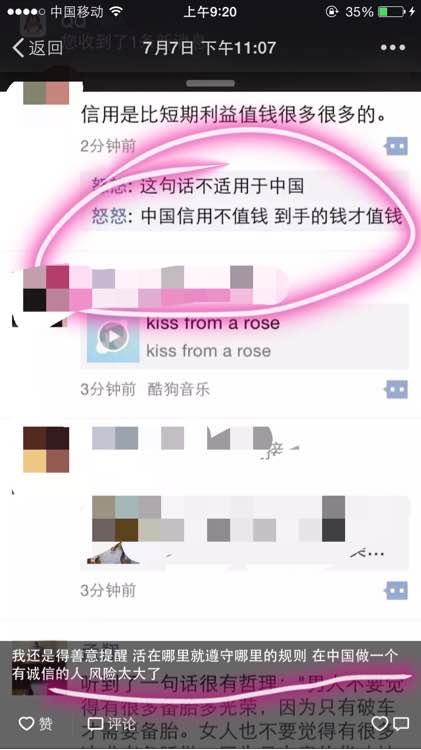 中国移动
上午9:20
35%
QQ
您收到了1条新消息
返回
7月7日 下午11:07
信用是比短期利益值钱很多很多的。
2分钟前
怒怒: 这句话不适用于中国
怒怒: 中国信用不值钱 到手的钱才值钱
kiss from a rose
kiss from a rose
3分钟前 酷狗音乐
3分钟前
我还是得善意提醒 活在哪里就遵守哪里的规则 在中国做一个
有诚信的人 风险太大了
听到了一句话很有哲理："男人不要觉
得有很多备胎多光荣，因为只有破车
才需要备胎。女人也不要觉得有很多
赞
评论